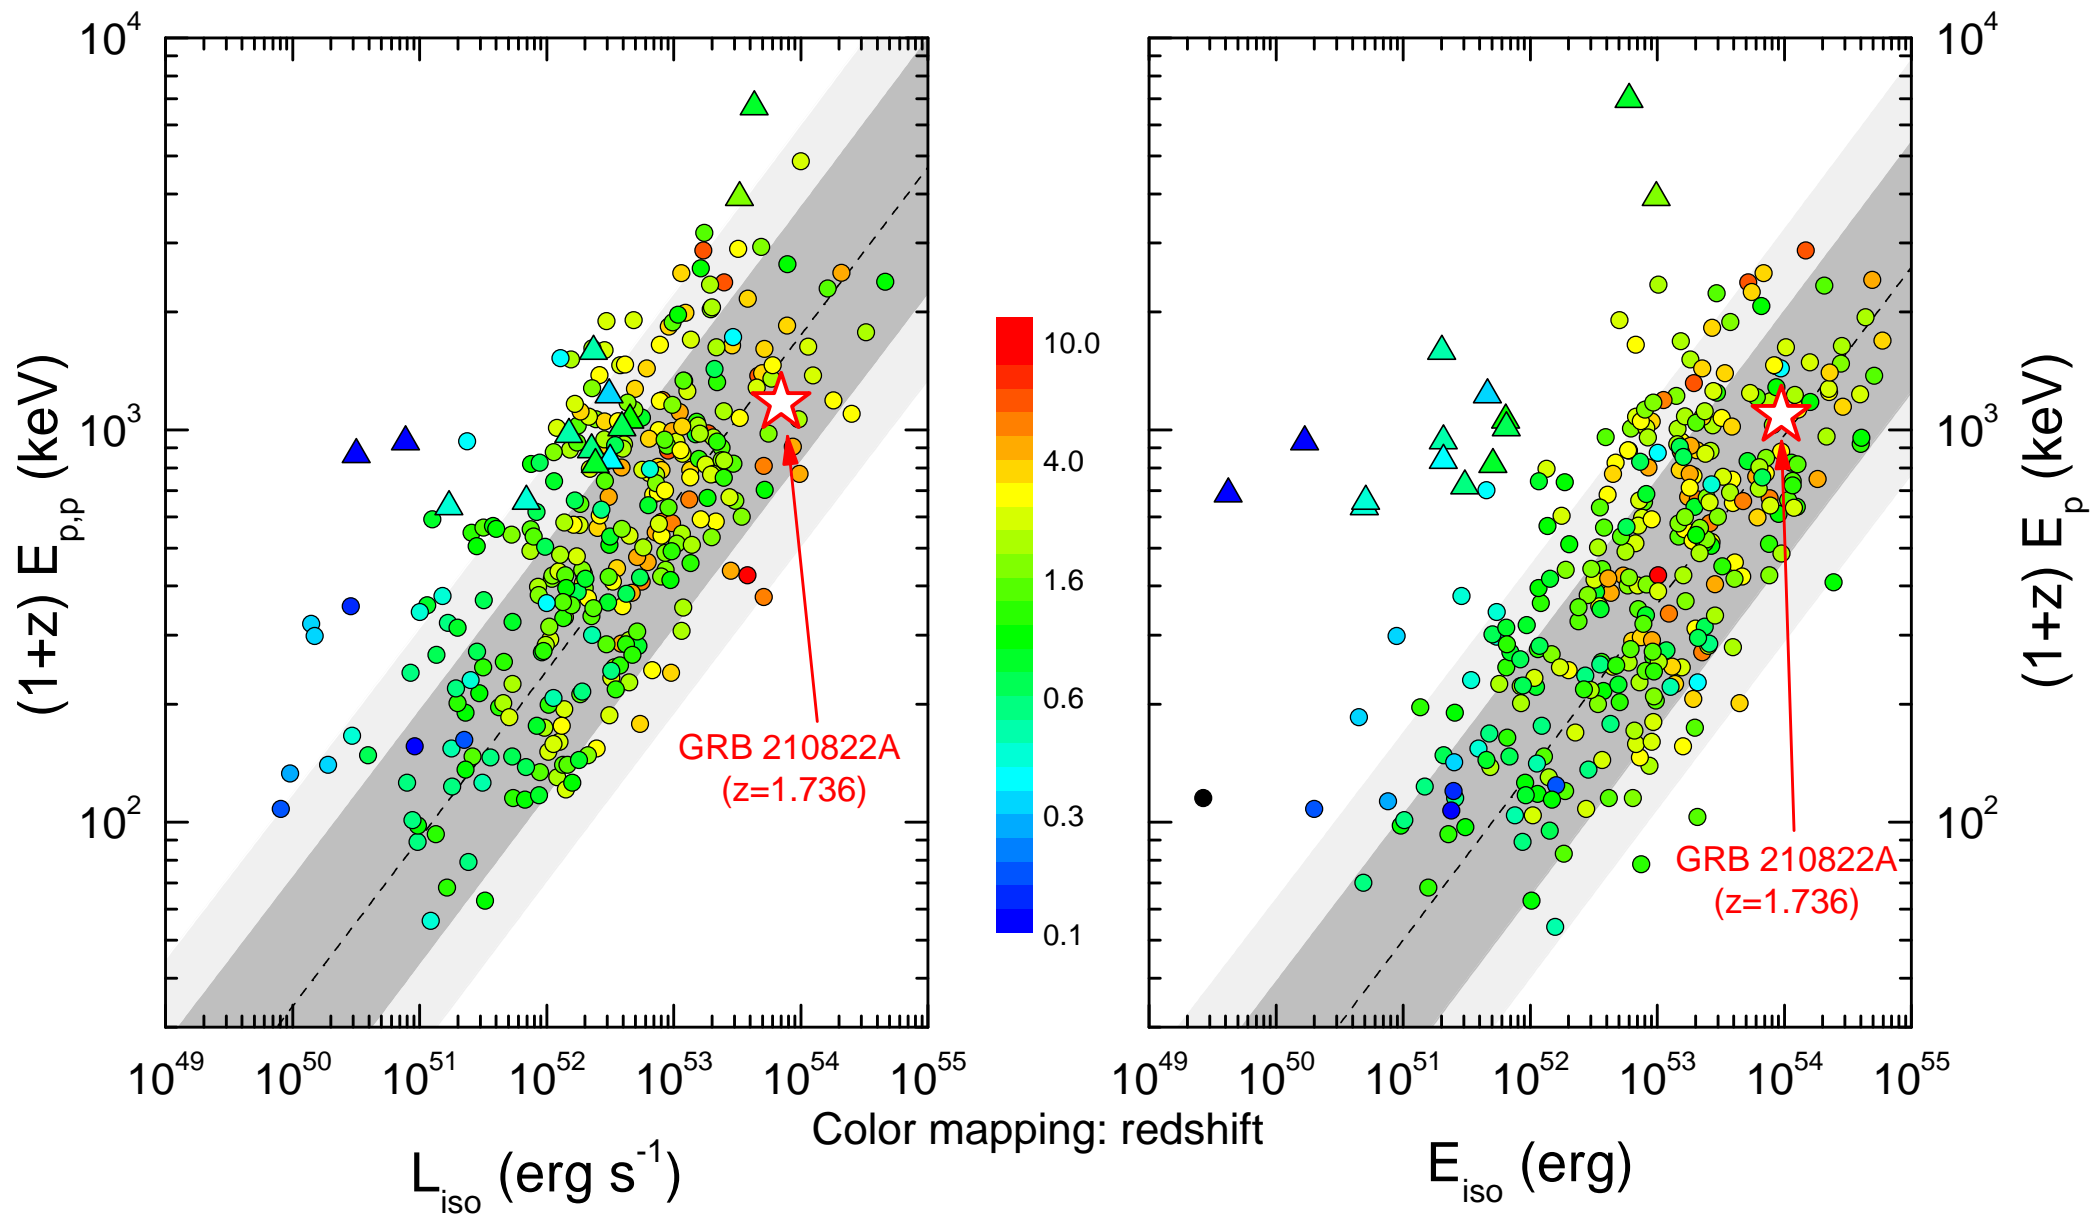 10^4
10^3
10^2
(1+z) E_p,p (keV)
10^49 10^50 10^51 10^52 10^53 10^54 10^55
L_iso (erg s^-1)
GRB 210822A
(z=1.736)
10.0
4.0
1.6
0.6
0.3
0.1
Color mapping: redshift
10^4
10^3
10^2
(1+z) E_p (keV)
10^49 10^50 10^51 10^52 10^53 10^54 10^55
E_iso (erg)
GRB 210822A
(z=1.736)